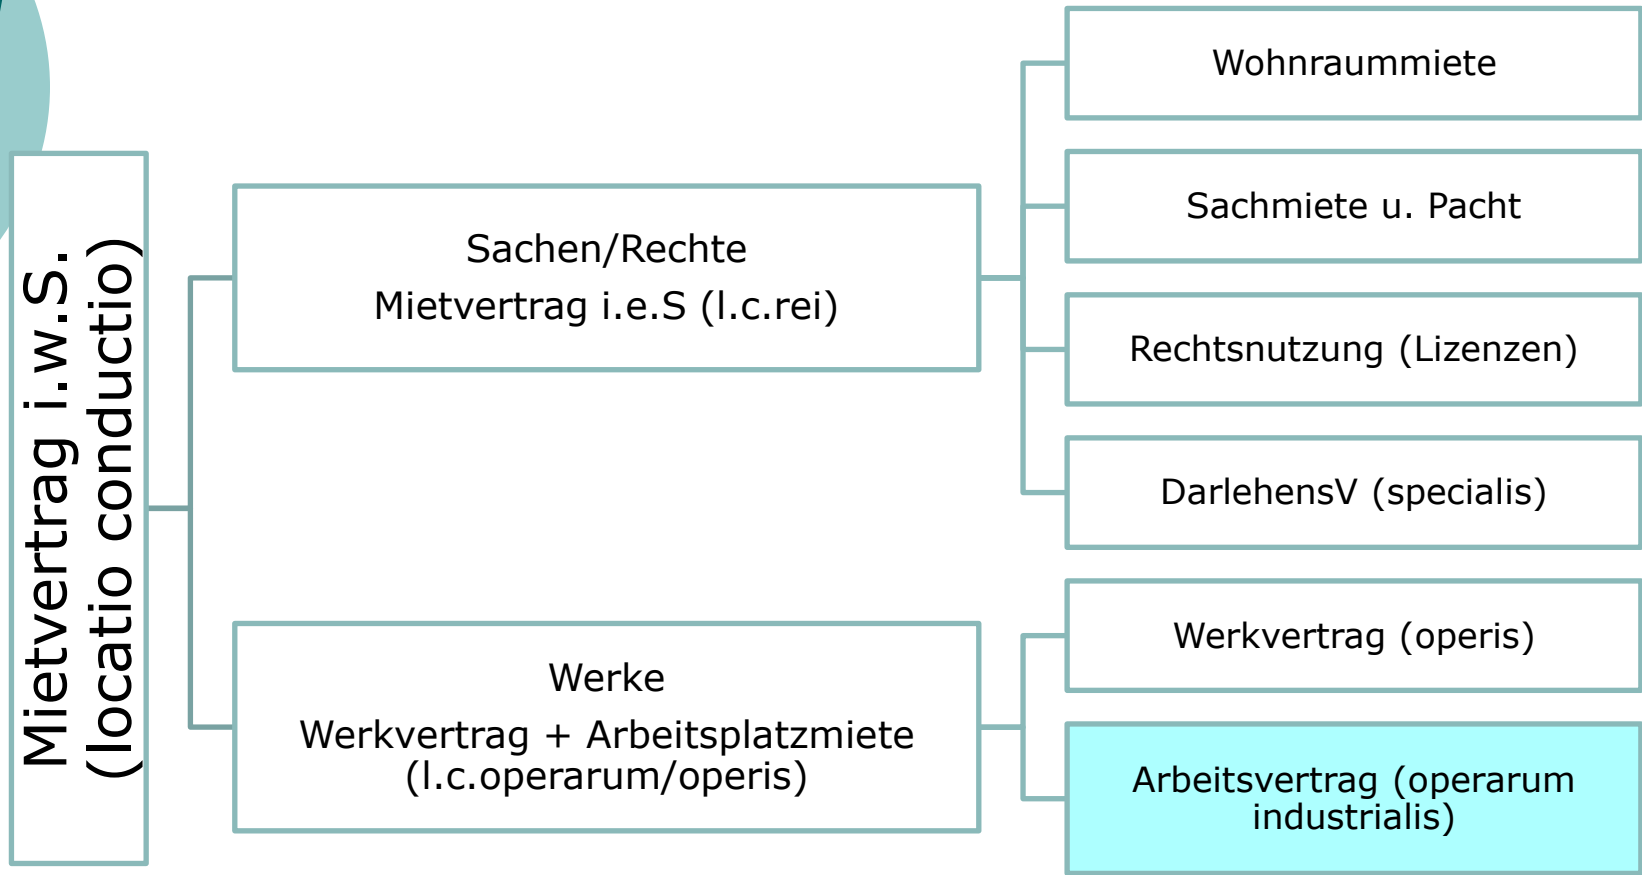 Mietvertrag i.w.S.
(locatio conductio)
Sachen/Rechte
Mietvertrag i.e.S (l.c.rei)
Wohnraummiete
Sachmiete u. Pacht
Rechtsnutzung (Lizenzen)
DarlehensV (specialis)
Werke
Werkvertrag + Arbeitsplatzmiete
(l.c.operarum/operis)
Werkvertrag (operis)
Arbeitsvertrag (operarum
industrialis)